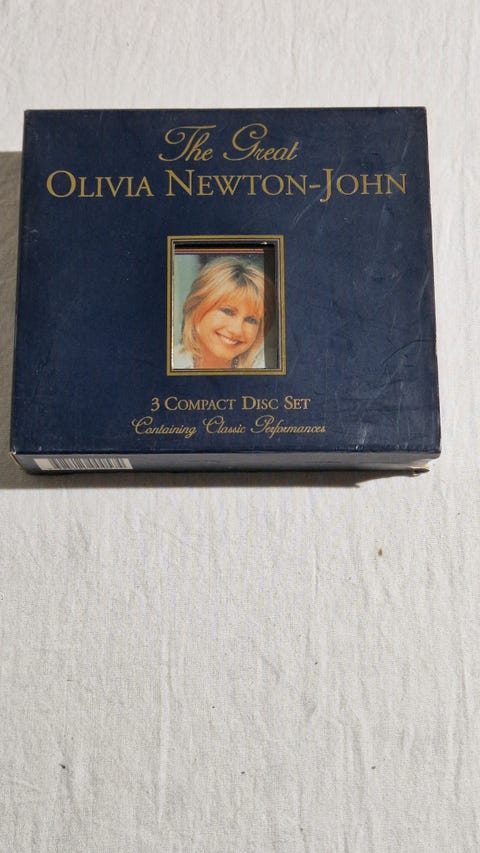 The Great
OLIVIA NEWTON-JOHN
3 COMPACT DISC SET
Containing Classic Performances